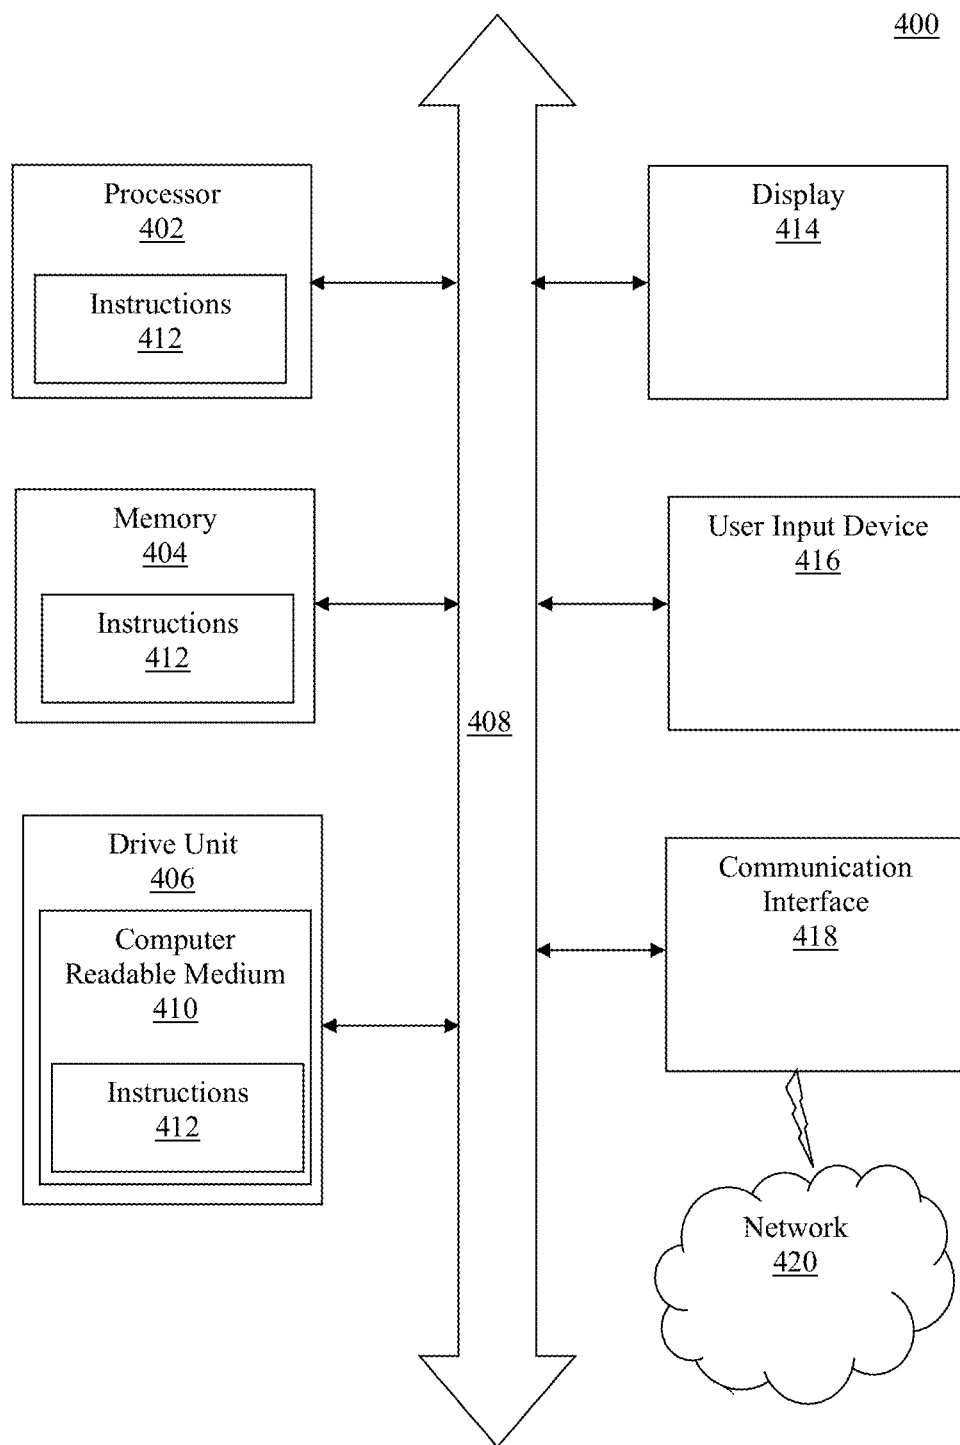 400
Processor
402
Instructions
412
Memory
404
Instructions
412
Drive Unit
406
Computer
Readable Medium
410
Instructions
412
408
Display
414
User Input Device
416
Communication
Interface
418
Network
420